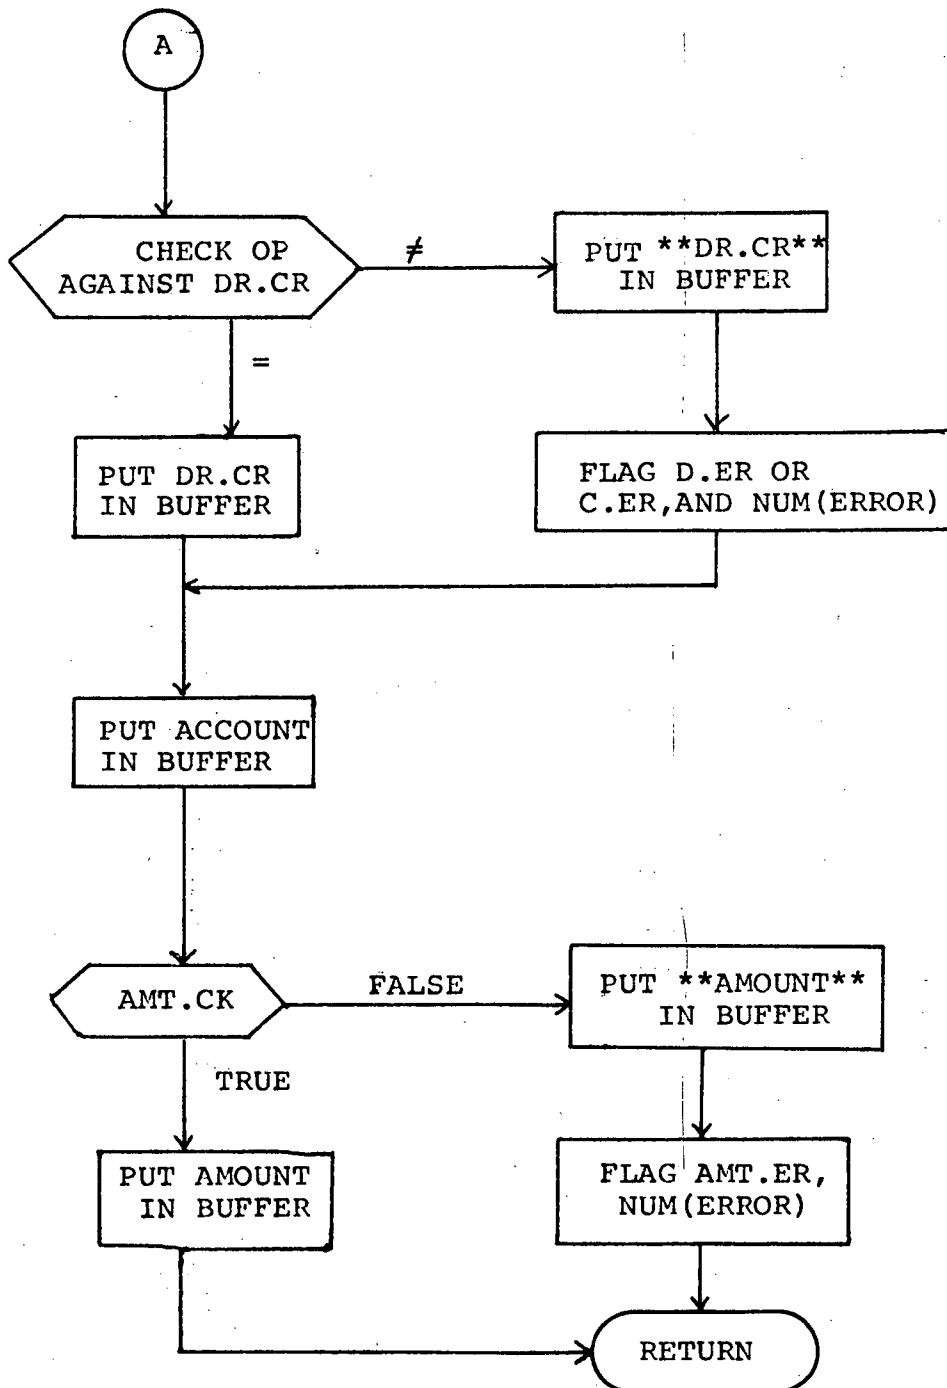 A
CHECK OP
AGAINST DR.CR
≠
PUT **DR.CR**
IN BUFFER
=
PUT DR.CR
IN BUFFER
FLAG D.ER OR
C.ER,AND NUM(ERROR)
PUT ACCOUNT
IN BUFFER
AMT.CK
FALSE
PUT **AMOUNT**
IN BUFFER
TRUE
PUT AMOUNT
IN BUFFER
FLAG AMT.ER,
NUM(ERROR)
RETURN